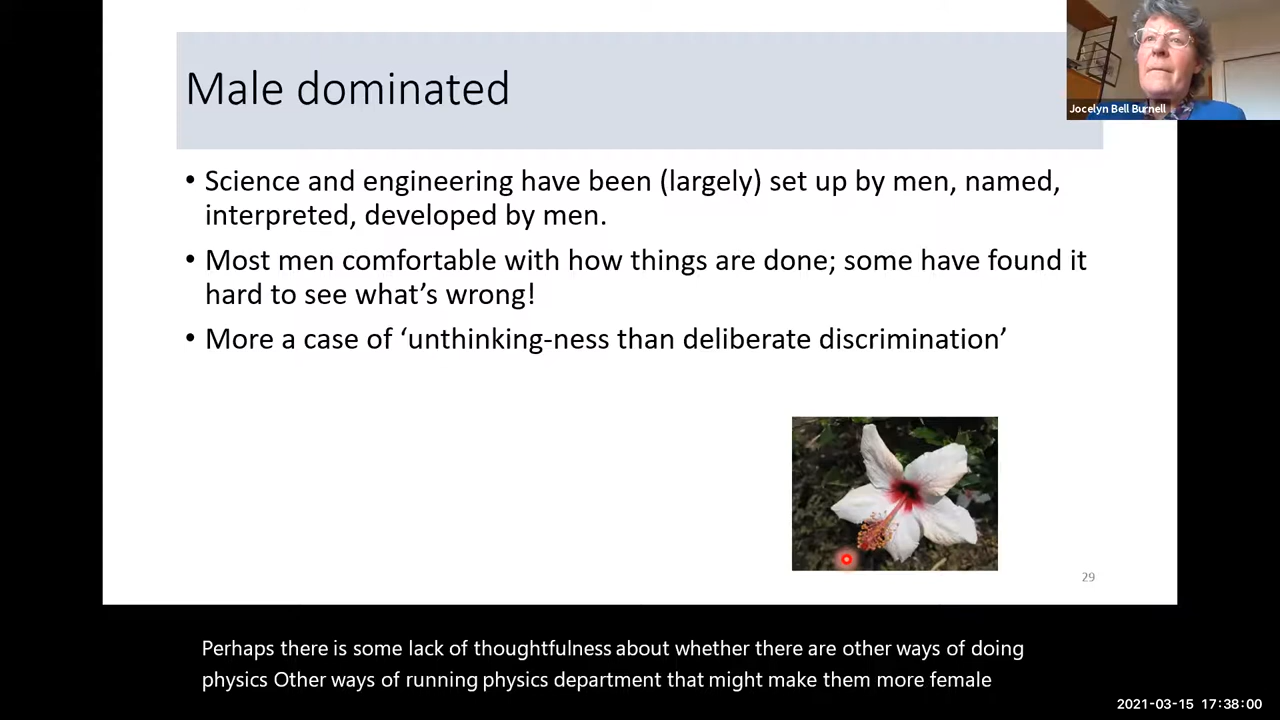 Male dominated
Jocelyn Bell Burnell
• Science and engineering have been (largely) set up by men, named,
interpreted, developed by men.
• Most men comfortable with how things are done; some have found it
hard to see what’s wrong!
• More a case of ‘unthinking-ness than deliberate discrimination’
29
Perhaps there is some lack of thoughtfulness about whether there are other ways of doing
physics Other ways of running physics department that might make them more female
2021-03-15 17:38:00